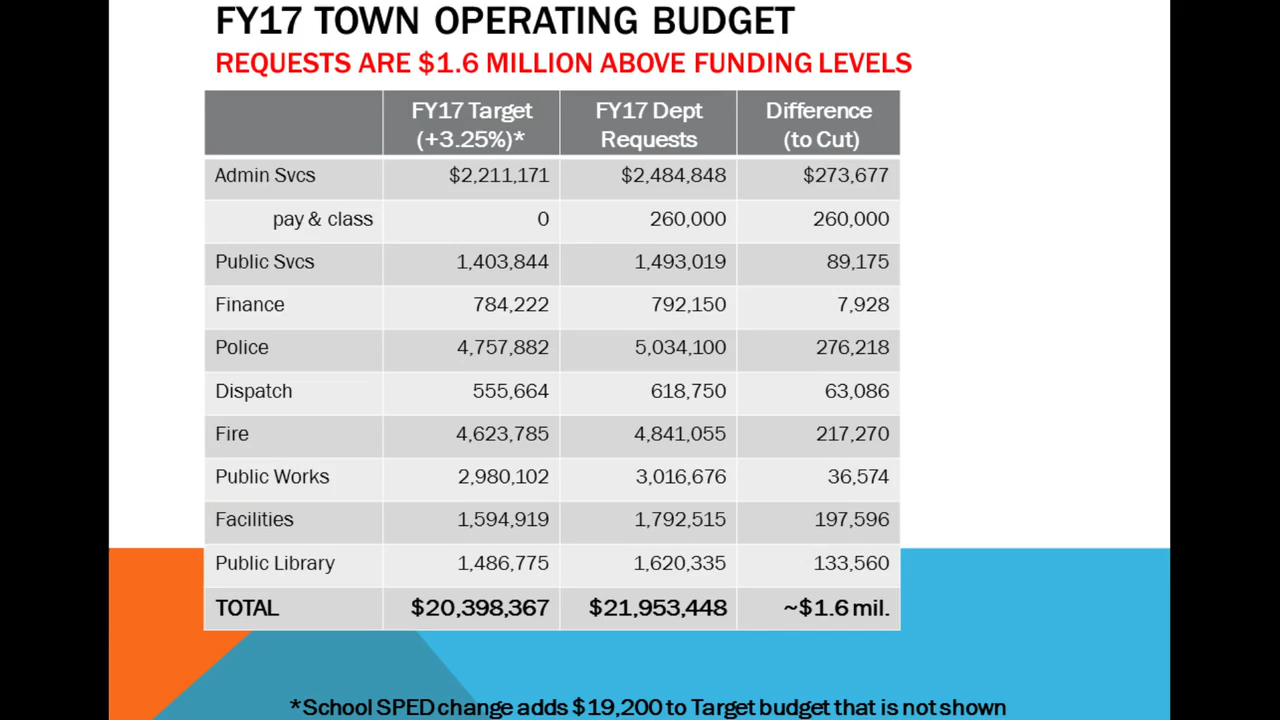 FY17 TOWN OPERATING BUDGET
REQUESTS ARE $1.6 MILLION ABOVE FUNDING LEVELS
FY17 Target (+3.25%)* FY17 Dept Requests Difference (to Cut)
Admin Svcs $2,211,171 $2,484,848 $273,677
pay & class 0 260,000 260,000
Public Svcs 1,403,844 1,493,019 89,175
Finance 784,222 792,150 7,928
Police 4,757,882 5,034,100 276,218
Dispatch 555,664 618,750 63,086
Fire 4,623,785 4,841,055 217,270
Public Works 2,980,102 3,016,676 36,574
Facilities 1,594,919 1,792,515 197,596
Public Library 1,486,775 1,620,335 133,560
TOTAL $20,398,367 $21,953,448 ~$1.6 mil.
*School SPED change adds $19,200 to Target budget that is not shown